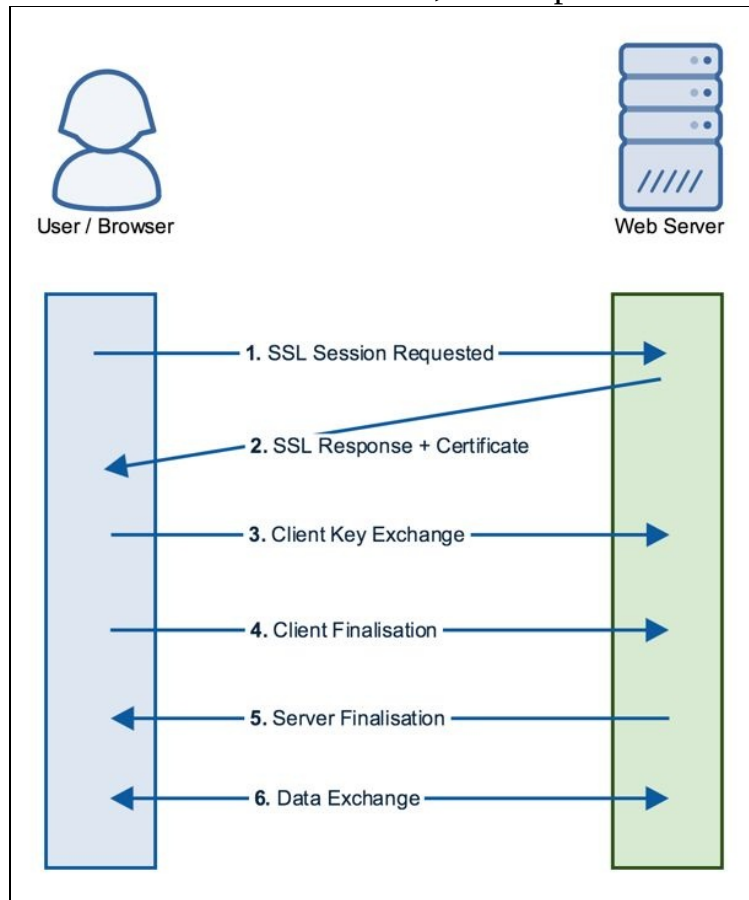 User / Browser
Web Server
1. SSL Session Requested
2. SSL Response + Certificate
3. Client Key Exchange
4. Client Finalisation
5. Server Finalisation
6. Data Exchange